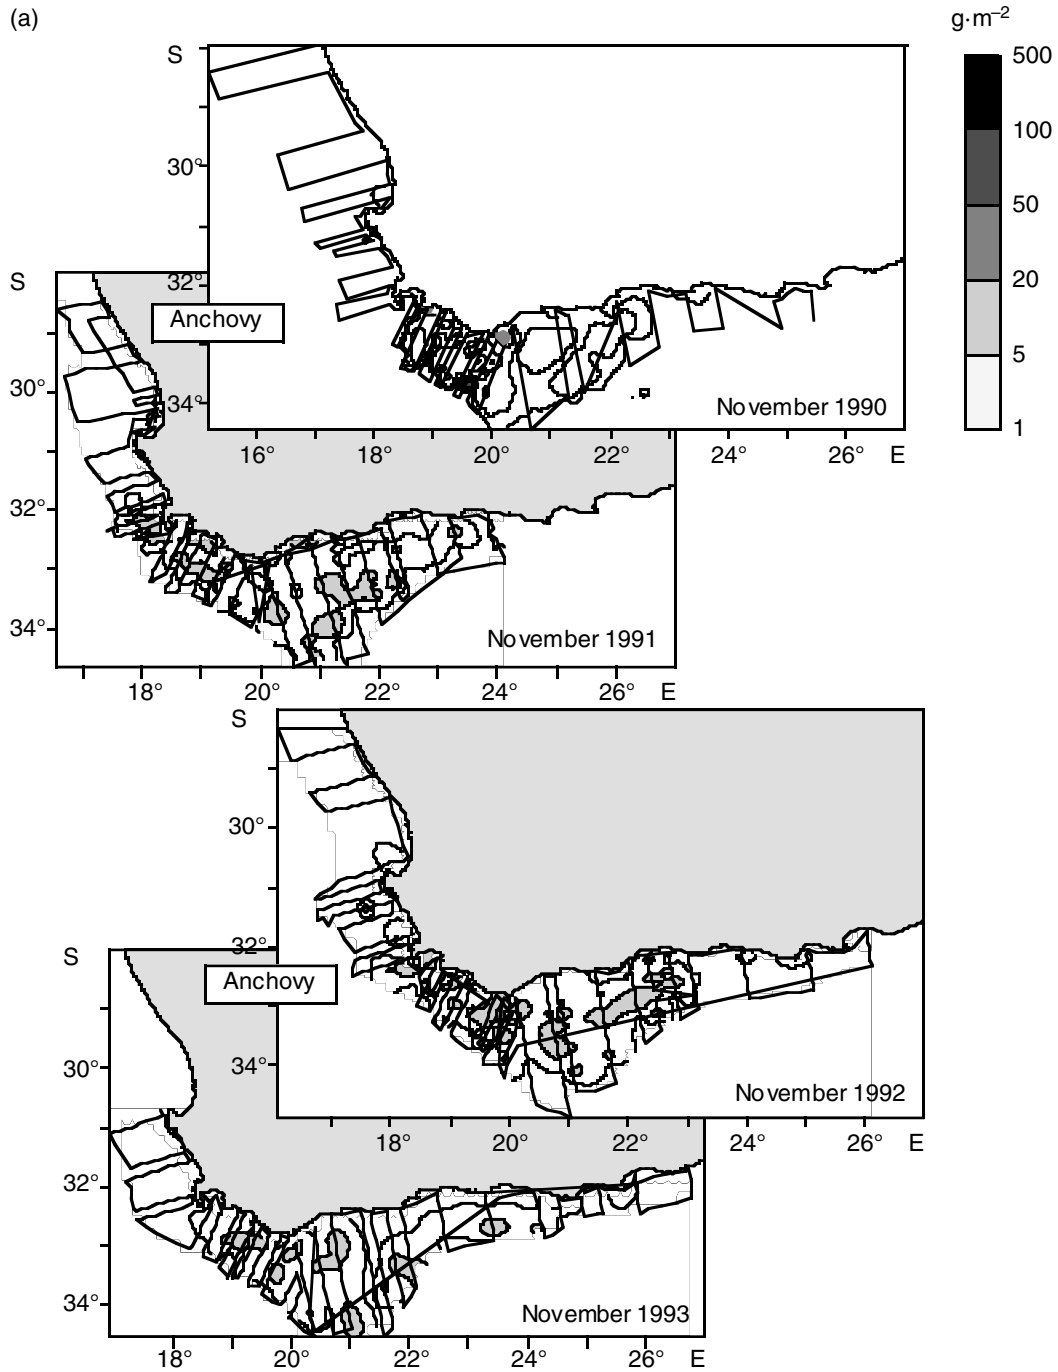 (a)
g·m–2
500
100
50
20
5
1
S
30°
32°
34°
Anchovy
November 1990
16° 18° 20° 22° 24° 26° E
S
30°
32°
34°
November 1991
18° 20° 22° 24° 26° E
S
30°
32°
34°
Anchovy
November 1992
18° 20° 22° 24° 26° E
S
30°
32°
34°
November 1993
18° 20° 22° 24° 26° E